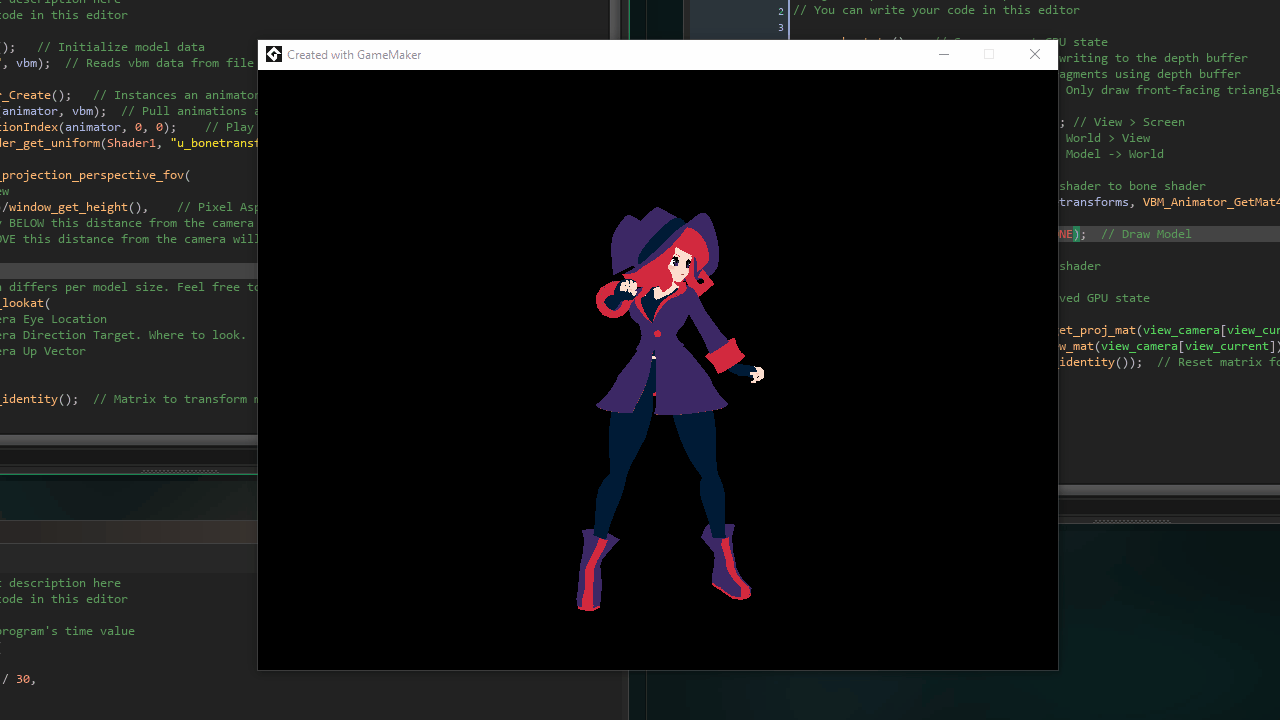 description here
code in this editor
();   // Initialize model data
", vbm);  // Reads vbm data from file
r_Create();   // Instances an animator
(animator, vbm);  // Pull animations a
tionIndex(animator, 0, 0);    // Play
der_get_uniform(Shader1, "u_bonetransf
_projection_perspective_fov(
ew
)/window_get_height(),    // Pixel Asp
y BELOW this distance from the camera
OVE this distance from the camera will
n differs per model size. Feel free to
_lookat(
era Eye Location
era Direction Target. Where to look.
era Up Vector
_identity();  // Matrix to transform m
t description here
code in this editor
program's time value
/ 30,
Created with GameMaker
2
// You can write your code in this editor
3
GPU state
writing to the depth buffer
agments using depth buffer
Only draw front-facing triangle
; // View > Screen
World > View
Model -> World
shader to bone shader
transforms, VBM_Animator_GetMat4
NE);  // Draw Model
shader
ved GPU state
et_proj_mat(view_camera[view_cur
w_mat(view_camera[view_current])
identity());  // Reset matrix fo